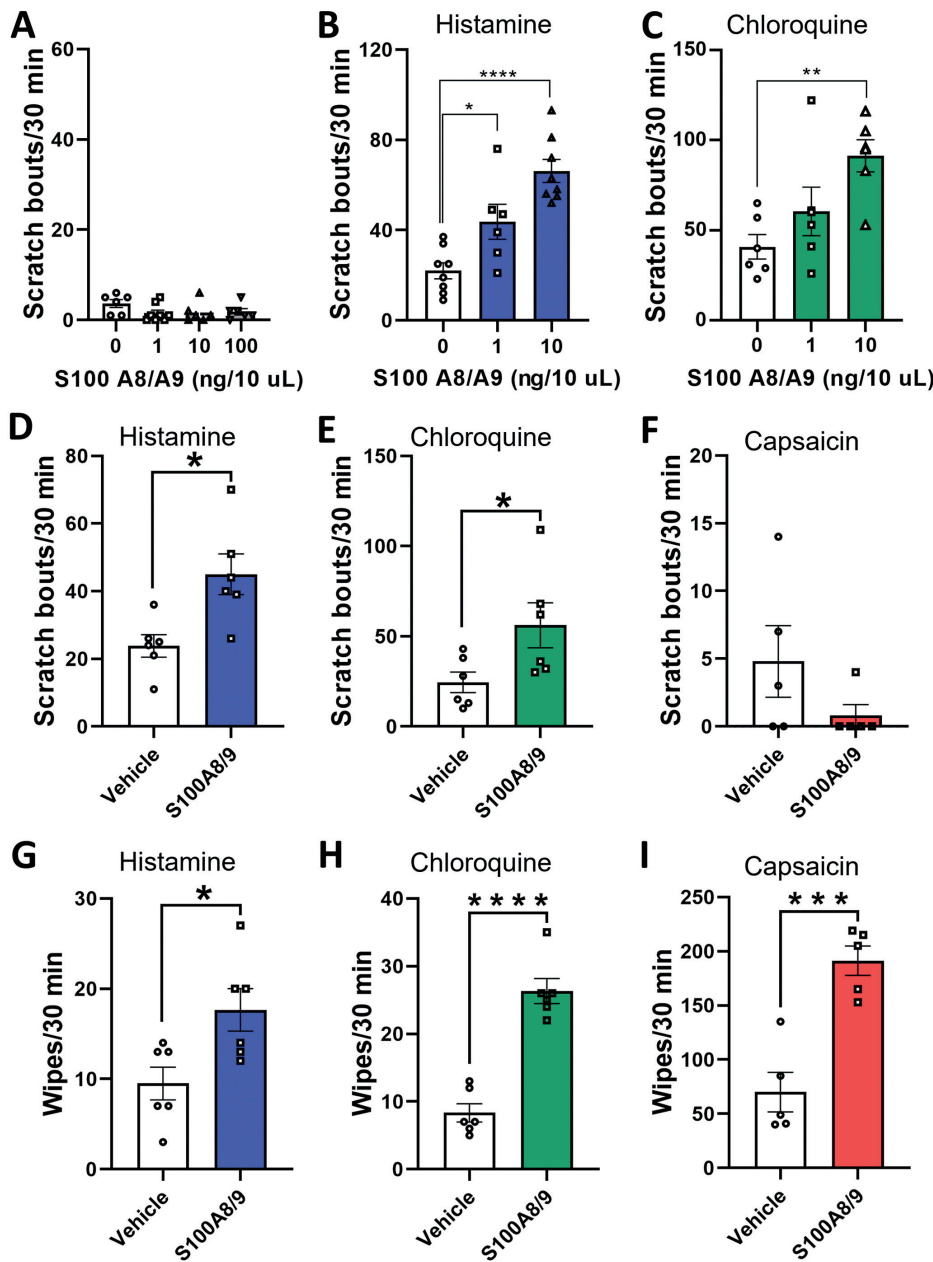 A
Scratch bouts/30 min
60
40
20
0
0 1 10 100
S100 A8/A9 (ng/10 uL)
B
Histamine
Scratch bouts/30 min
120
80
40
0
****
*
0 1 10
S100 A8/A9 (ng/10 uL)
C
Chloroquine
Scratch bouts/30 min
150
100
50
0
**
0 1 10
S100 A8/A9 (ng/10 uL)
D
Histamine
Scratch bouts/30 min
80
60
40
20
0
*
Vehicle
S100A8/9
E
Chloroquine
Scratch bouts/30 min
150
100
50
0
*
Vehicle
S100A8/9
F
Capsaicin
Scratch bouts/30 min
20
15
10
5
0
Vehicle
S100A8/9
G
Histamine
Wipes/30 min
30
20
10
0
*
Vehicle
S100A8/9
H
Chloroquine
Wipes/30 min
40
30
20
10
0
****
Vehicle
S100A8/9
I
Capsaicin
Wipes/30 min
250
200
150
100
50
0
***
Vehicle
S100A8/9